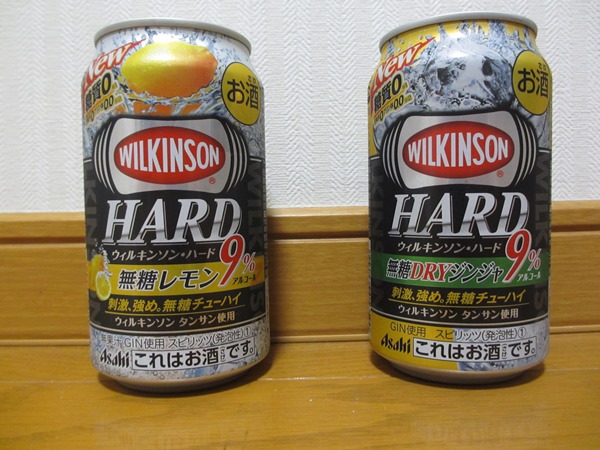 New
糖質0
お酒
WILKINSON
HARD
ウィルキンソン・ハード
9%
アルコール
無糖レモン
刺激、強め。無糖チューハイ
ウィルキンソン タンサン使用
無果汁 GIN使用 スピリッツ(発泡性)①
Asahi これはお酒です。
New
糖質0
お酒
WILKINSON
HARD
ウィルキンソン・ハード
9%
アルコール
無糖DRYジンジャ
刺激、強め。無糖チューハイ
ウィルキンソン タンサン使用
GIN使用 スピリッツ(発泡性)①
Asahi これはお酒です。